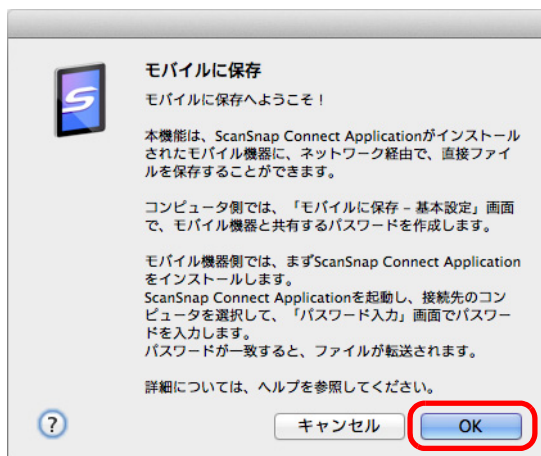 モバイルに保存
モバイルに保存へようこそ！
本機能は、ScanSnap Connect Applicationがインストール
されたモバイル機器に、ネットワーク経由で、直接ファイ
ルを保存することができます。
コンピュータ側では、「モバイルに保存 – 基本設定」画面
で、モバイル機器と共有するパスワードを作成します。
モバイル機器側では、まずScanSnap Connect Application
をインストールします。
ScanSnap Connect Applicationを起動し、接続先のコン
ピュータを選択して、「パスワード入力」画面でパスワー
ドを入力します。
パスワードが一致すると、ファイルが転送されます。
詳細については、ヘルプを参照してください。
? キャンセル OK